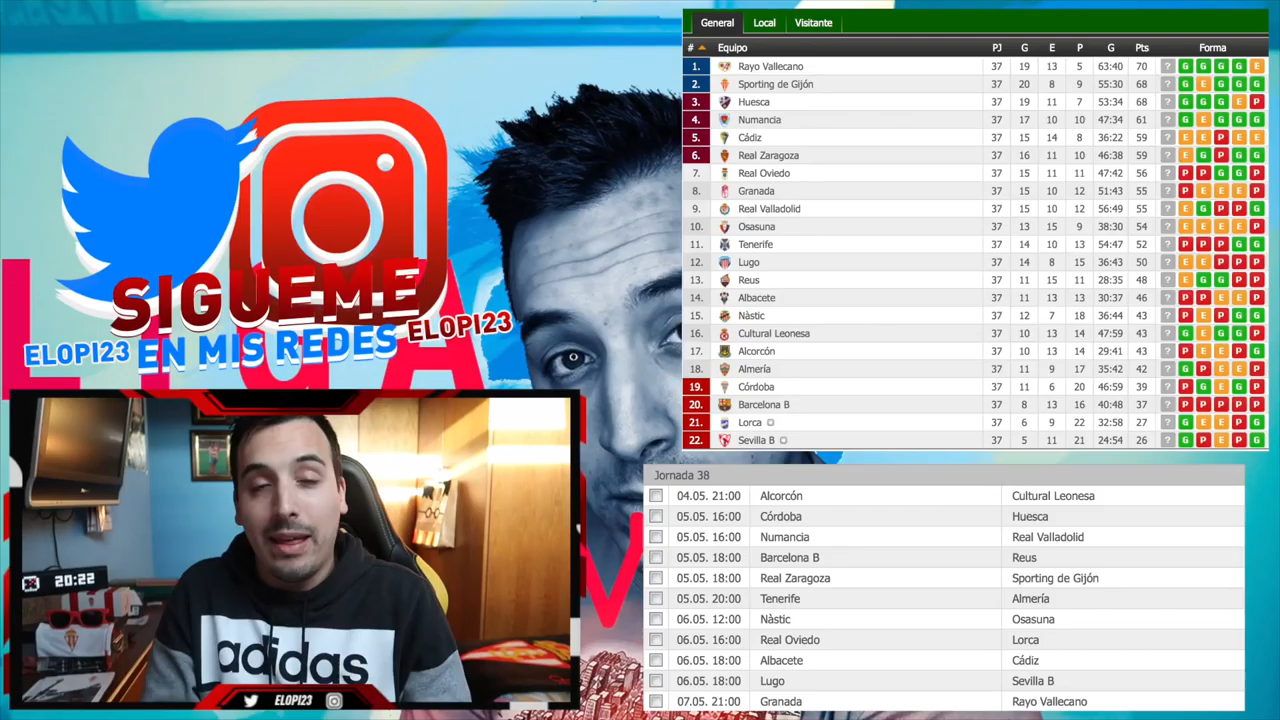 SIGUEME
ELOPI23 EN MIS REDES ELOPI23
20:22
adidas
ELOPI23
General Local Visitante
# Equipo PJ G E P G Pts Forma
1. Rayo Vallecano 37 19 13 5 63:40 70 ? G G G G E
2. Sporting de Gijón 37 20 8 9 55:30 68 ? G E G G G
3. Huesca 37 19 11 7 53:34 68 ? G G G E P
4. Numancia 37 17 10 10 47:34 61 ? G E G G G
5. Cádiz 37 15 14 8 36:22 59 ? E E P E E
6. Real Zaragoza 37 16 11 10 46:38 59 ? E G P G G
7. Real Oviedo 37 15 11 11 47:42 56 ? P P G G P
8. Granada 37 15 10 12 51:43 55 ? P E E E P
9. Real Valladolid 37 15 10 12 56:49 55 ? E G P P G
10. Osasuna 37 13 15 9 38:30 54 ? E E E E P
11. Tenerife 37 14 10 13 54:47 52 ? P P P G G
12. Lugo 37 14 8 15 36:43 50 ? E E P P P
13. Reus 37 11 15 11 28:35 48 ? E G G P P
14. Albacete 37 11 13 13 30:37 46 ? P P E E P
15. Nàstic 37 12 7 18 36:44 43 ? P G P P G
16. Cultural Leonesa 37 10 13 14 47:59 43 ? G E G G P
17. Alcorcón 37 10 13 14 29:41 43 ? P E E P G
18. Almería 37 11 9 17 35:42 42 ? G P E E P
19. Córdoba 37 11 6 20 46:59 39 ? P G E G P
20. Barcelona B 37 8 13 16 40:48 37 ? P P P P P
21. Lorca 37 6 9 22 32:58 27 ? G E E P G
22. Sevilla B 37 5 11 21 24:54 26 ? G P E P G
Jornada 38
04.05. 21:00 Alcorcón Cultural Leonesa
05.05. 16:00 Córdoba Huesca
05.05. 16:00 Numancia Real Valladolid
05.05. 18:00 Barcelona B Reus
05.05. 18:00 Real Zaragoza Sporting de Gijón
05.05. 20:00 Tenerife Almería
06.05. 12:00 Nàstic Osasuna
06.05. 16:00 Real Oviedo Lorca
06.05. 18:00 Albacete Cádiz
06.05. 18:00 Lugo Sevilla B
07.05. 21:00 Granada Rayo Vallecano